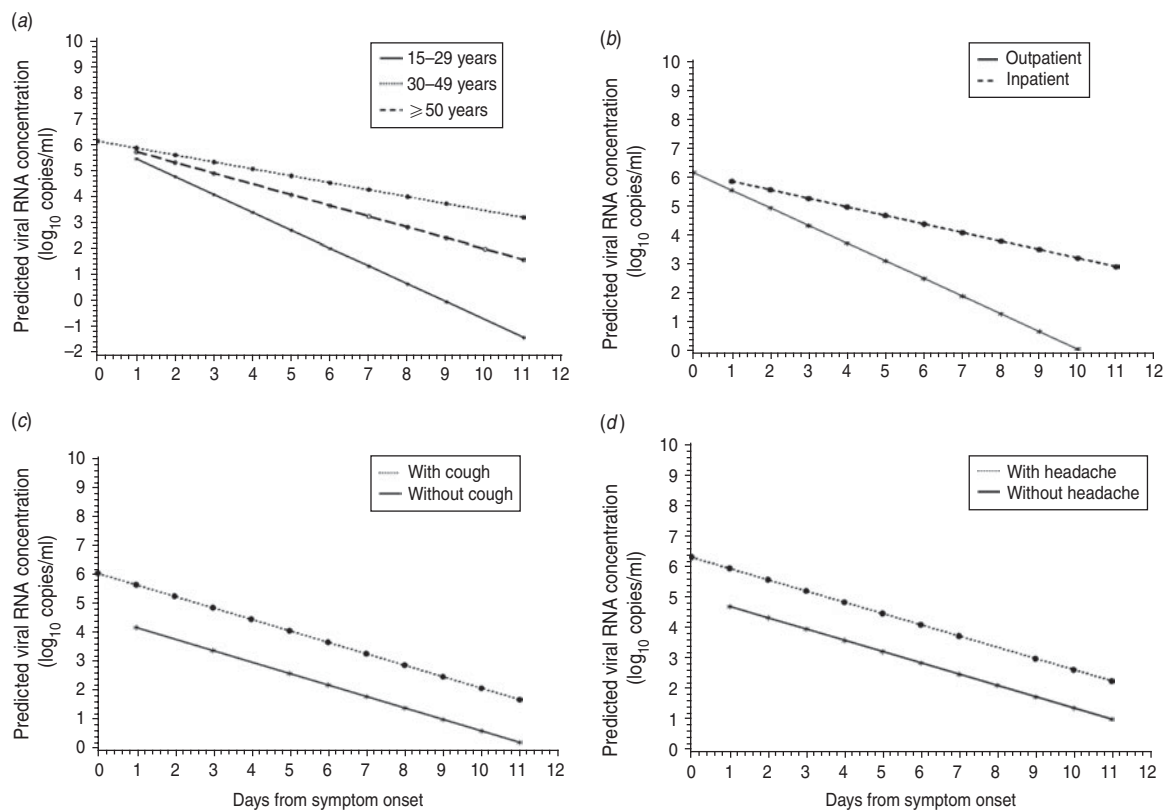 (a)
10
9
8
7
6
5
4
3
2
1
0
−1
−2
Predicted viral RNA concentration
(log10 copies/ml)
15–29 years
30–49 years
⩾50 years
0 1 2 3 4 5 6 7 8 9 10 11 12
(b)
10
9
8
7
6
5
4
3
2
1
0
Predicted viral RNA concentration
(log10 copies/ml)
Outpatient
Inpatient
0 1 2 3 4 5 6 7 8 9 10 11 12
(c)
10
9
8
7
6
5
4
3
2
1
0
Predicted viral RNA concentration
(log10 copies/ml)
With cough
Without cough
0 1 2 3 4 5 6 7 8 9 10 11 12
Days from symptom onset
(d)
10
9
8
7
6
5
4
3
2
1
0
Predicted viral RNA concentration
(log10 copies/ml)
With headache
Without headache
0 1 2 3 4 5 6 7 8 9 10 11 12
Days from symptom onset